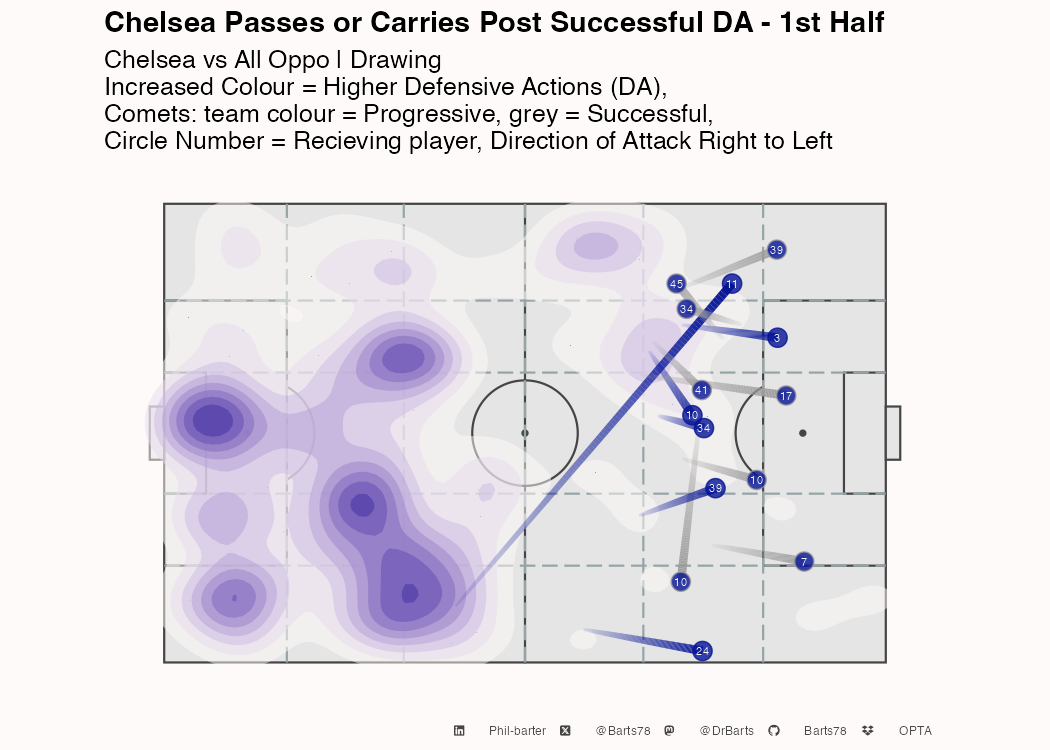 Chelsea Passes or Carries Post Successful DA - 1st Half
Chelsea vs All Oppo | Drawing
Increased Colour = Higher Defensive Actions (DA),
Comets: team colour = Progressive, grey = Successful,
Circle Number = Recieving player, Direction of Attack Right to Left
39
45
11
34
3
41
17
10
34
10
39
7
10
24
Phil-barter @Barts78 @DrBarts Barts78 OPTA